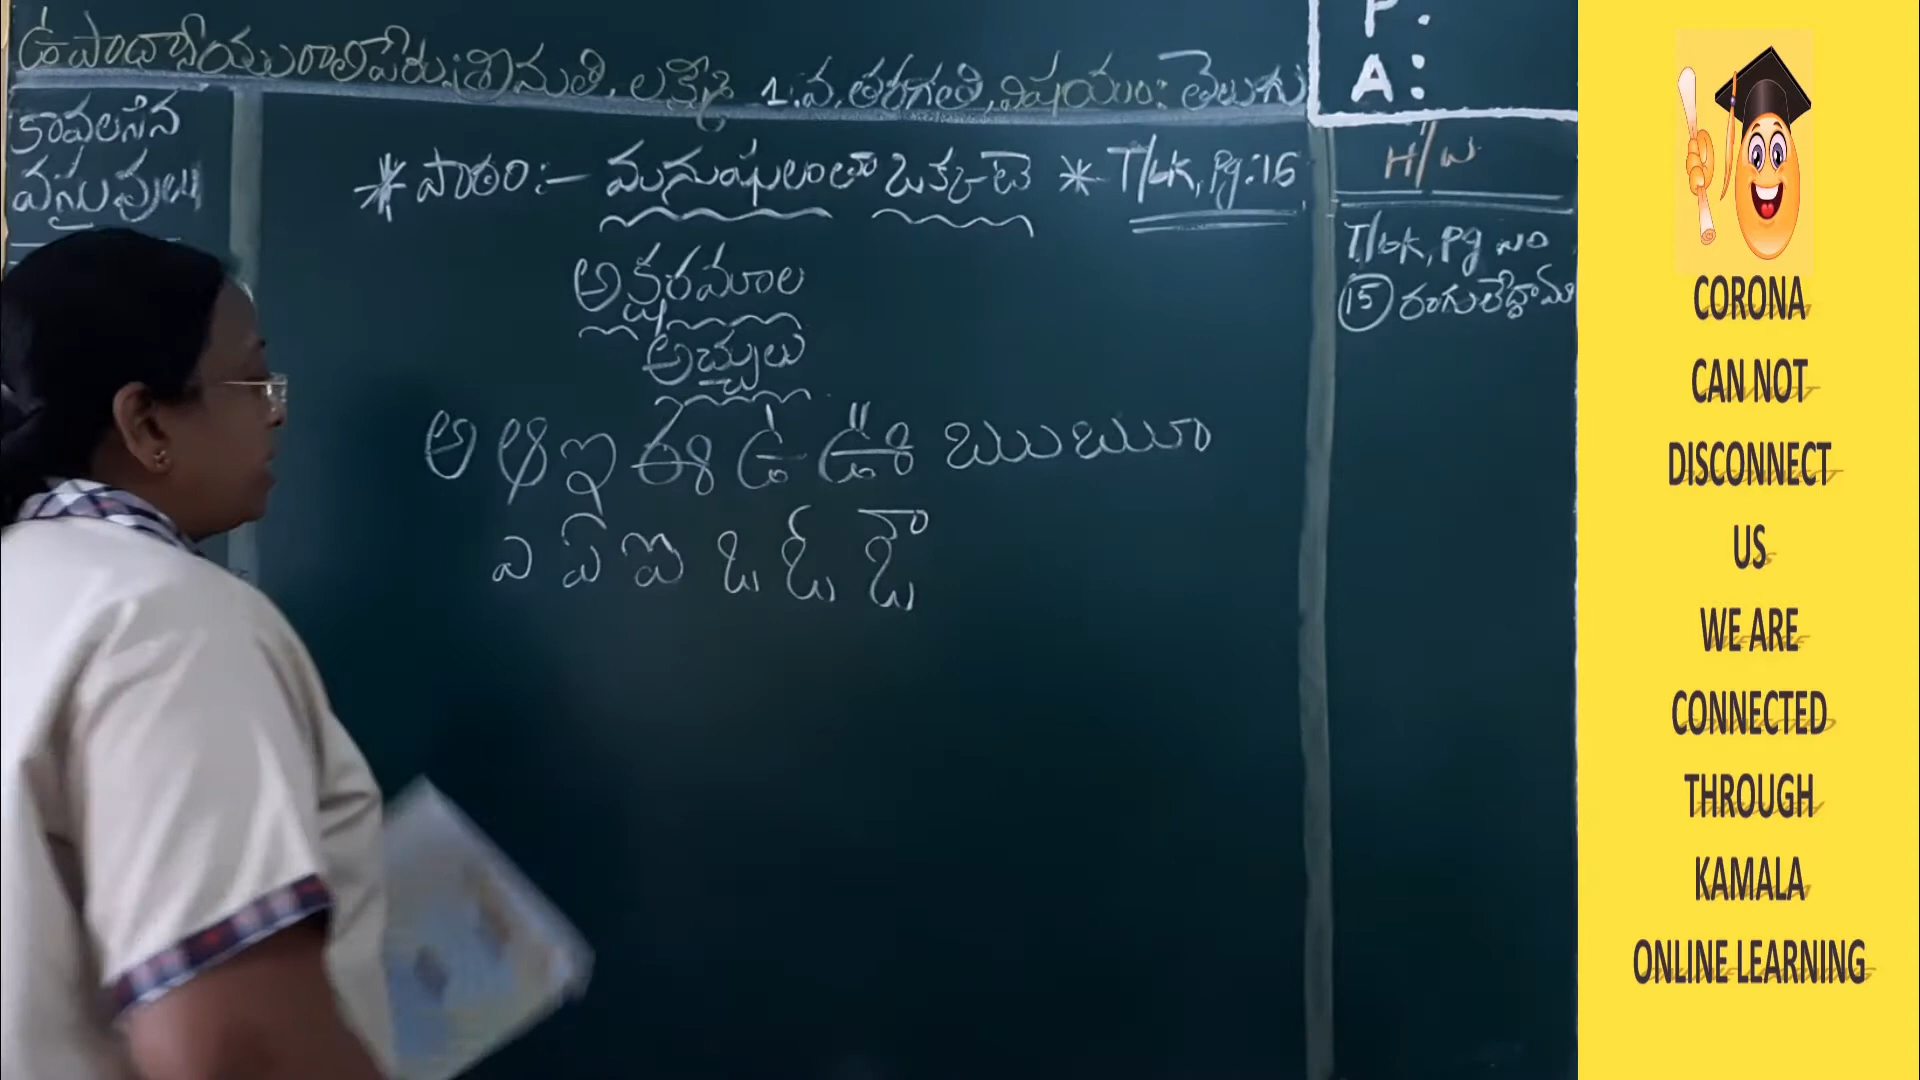 ఉపాధ్యాయురాలిపేరు:శ్రీమతి. లక్ష్మి 1.వ.తరగతి, విషయం: తెలుగు
P:
A:
కావలసిన
వస్తువులు
* పాఠం:- మనుషులంతా ఒక్కటే * T/bk, Pg:16
అక్షరమాల
అచ్చులు
అ ఆ ఇ ఈ ఉ ఊ ఋ ౠ
ఎ ఏ ఐ ఒ ఓ ఔ
H/W
T/bk, Pg నం
15 రంగులేద్దాము
CORONA
CAN NOT
DISCONNECT
US
WE ARE
CONNECTED
THROUGH
KAMALA
ONLINE LEARNING